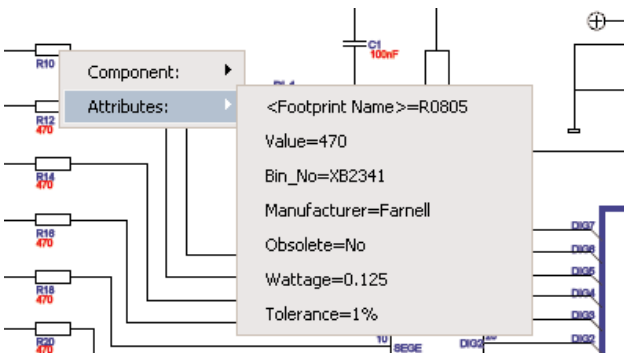 C1
100nF
R10
Component:
Attributes:
<Footprint Name>=R0805
R12
470
Value=470
Bin_No=XB2341
R14
470
Manufacturer=Farnell
R16
470
Obsolete=No
DIG7
DIG6
DIG5
R18
470
Wattage=0.125
DIG4
Tolerance=1%
DIG3
R20
470
10
SEGE
DIG2
DIG2